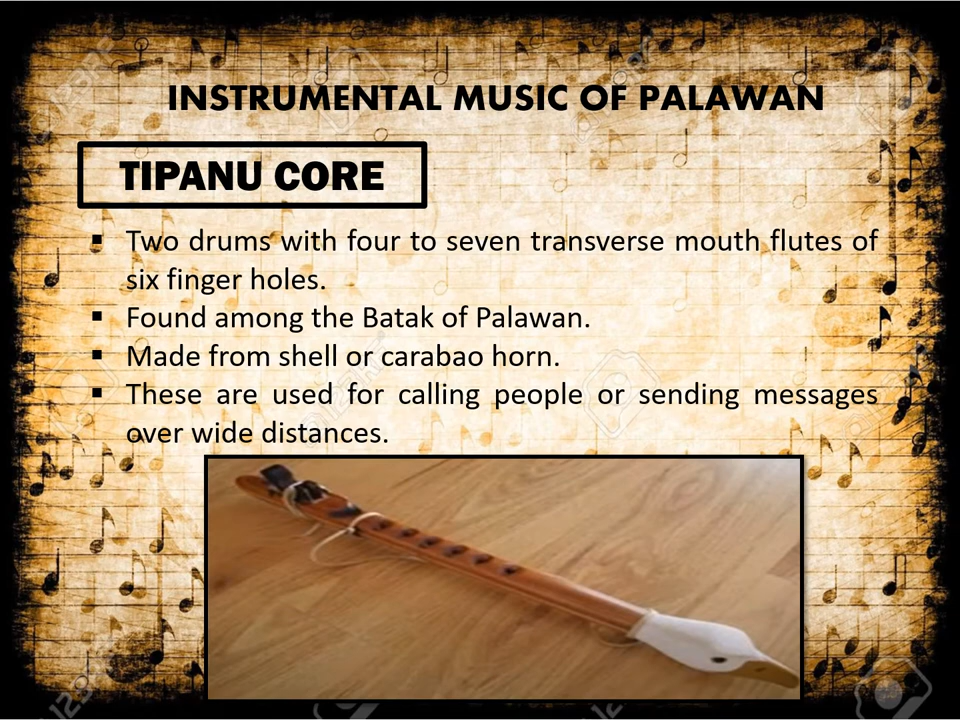 INSTRUMENTAL MUSIC OF PALAWAN
TIPANU CORE
▪ Two drums with four to seven transverse mouth flutes of
six finger holes.
▪ Found among the Batak of Palawan.
▪ Made from shell or carabao horn.
▪ These are used for calling people or sending messages
over wide distances.